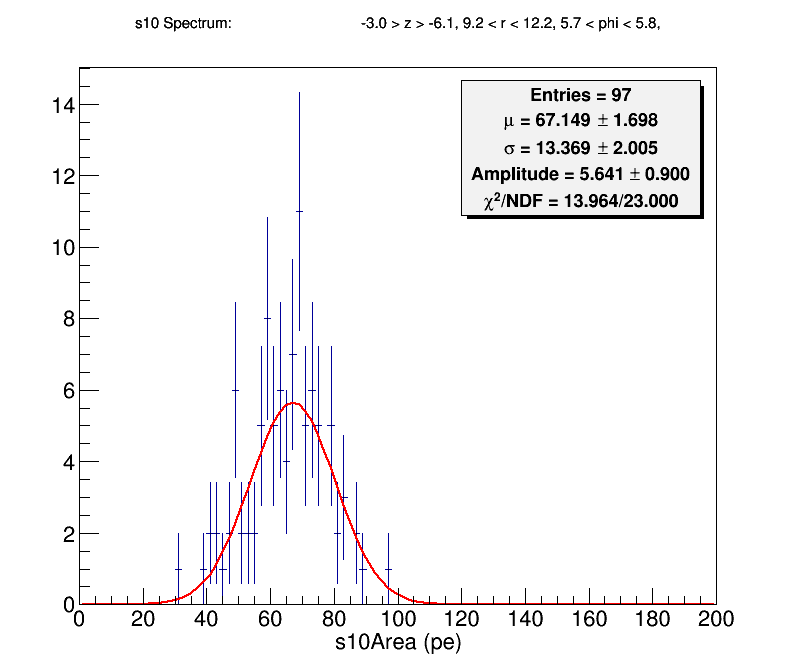 s10 Spectrum: -3.0 > z > -6.1, 9.2 < r < 12.2, 5.7 < phi < 5.8,
Entries = 97
μ = 67.149 ± 1.698
σ = 13.369 ± 2.005
Amplitude = 5.641 ± 0.900
χ²/NDF = 13.964/23.000
14
12
10
8
6
4
2
0
0 20 40 60 80 100 120 140 160 180 200
s10Area (pe)